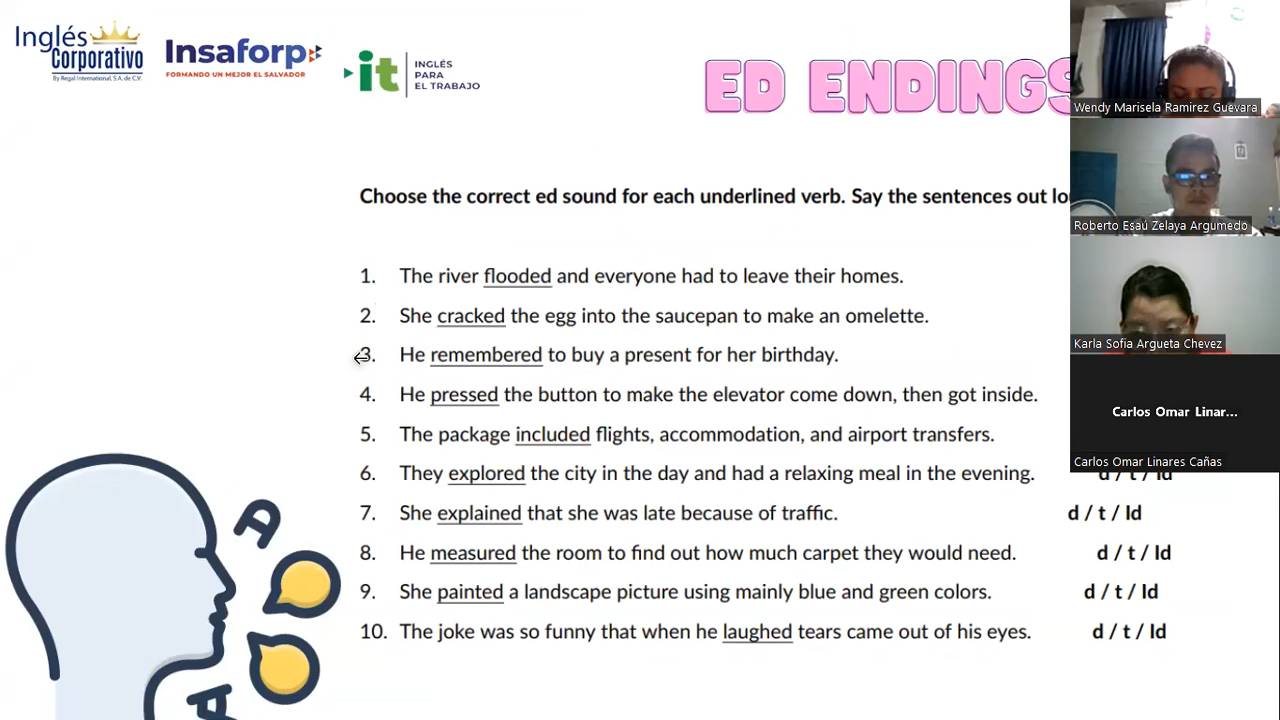 Inglés
Corporativo
By Regal International, S.A. de C.V.
Insaforp
FORMANDO UN MEJOR EL SALVADOR
it
INGLÉS
PARA
EL TRABAJO
ED ENDINGS
Choose the correct ed sound for each underlined verb. Say the sentences out
1. The river flooded and everyone had to leave their homes.
2. She cracked the egg into the saucepan to make an omelette.
3. He remembered to buy a present for her birthday.
4. He pressed the button to make the elevator come down, then got inside.
5. The package included flights, accommodation, and airport transfers.
6. They explored the city in the day and had a relaxing meal in the evening. d / t / Id
7. She explained that she was late because of traffic. d / t / Id
8. He measured the room to find out how much carpet they would need. d / t / Id
9. She painted a landscape picture using mainly blue and green colors. d / t / Id
10. The joke was so funny that when he laughed tears came out of his eyes. d / t / Id
A
A
Wendy Marisela Ramirez Guevara
Roberto Esaú Zelaya Argumedo
Karla Sofia Argueta Chevez
Carlos Omar Linar...
Carlos Omar Linares Cañas